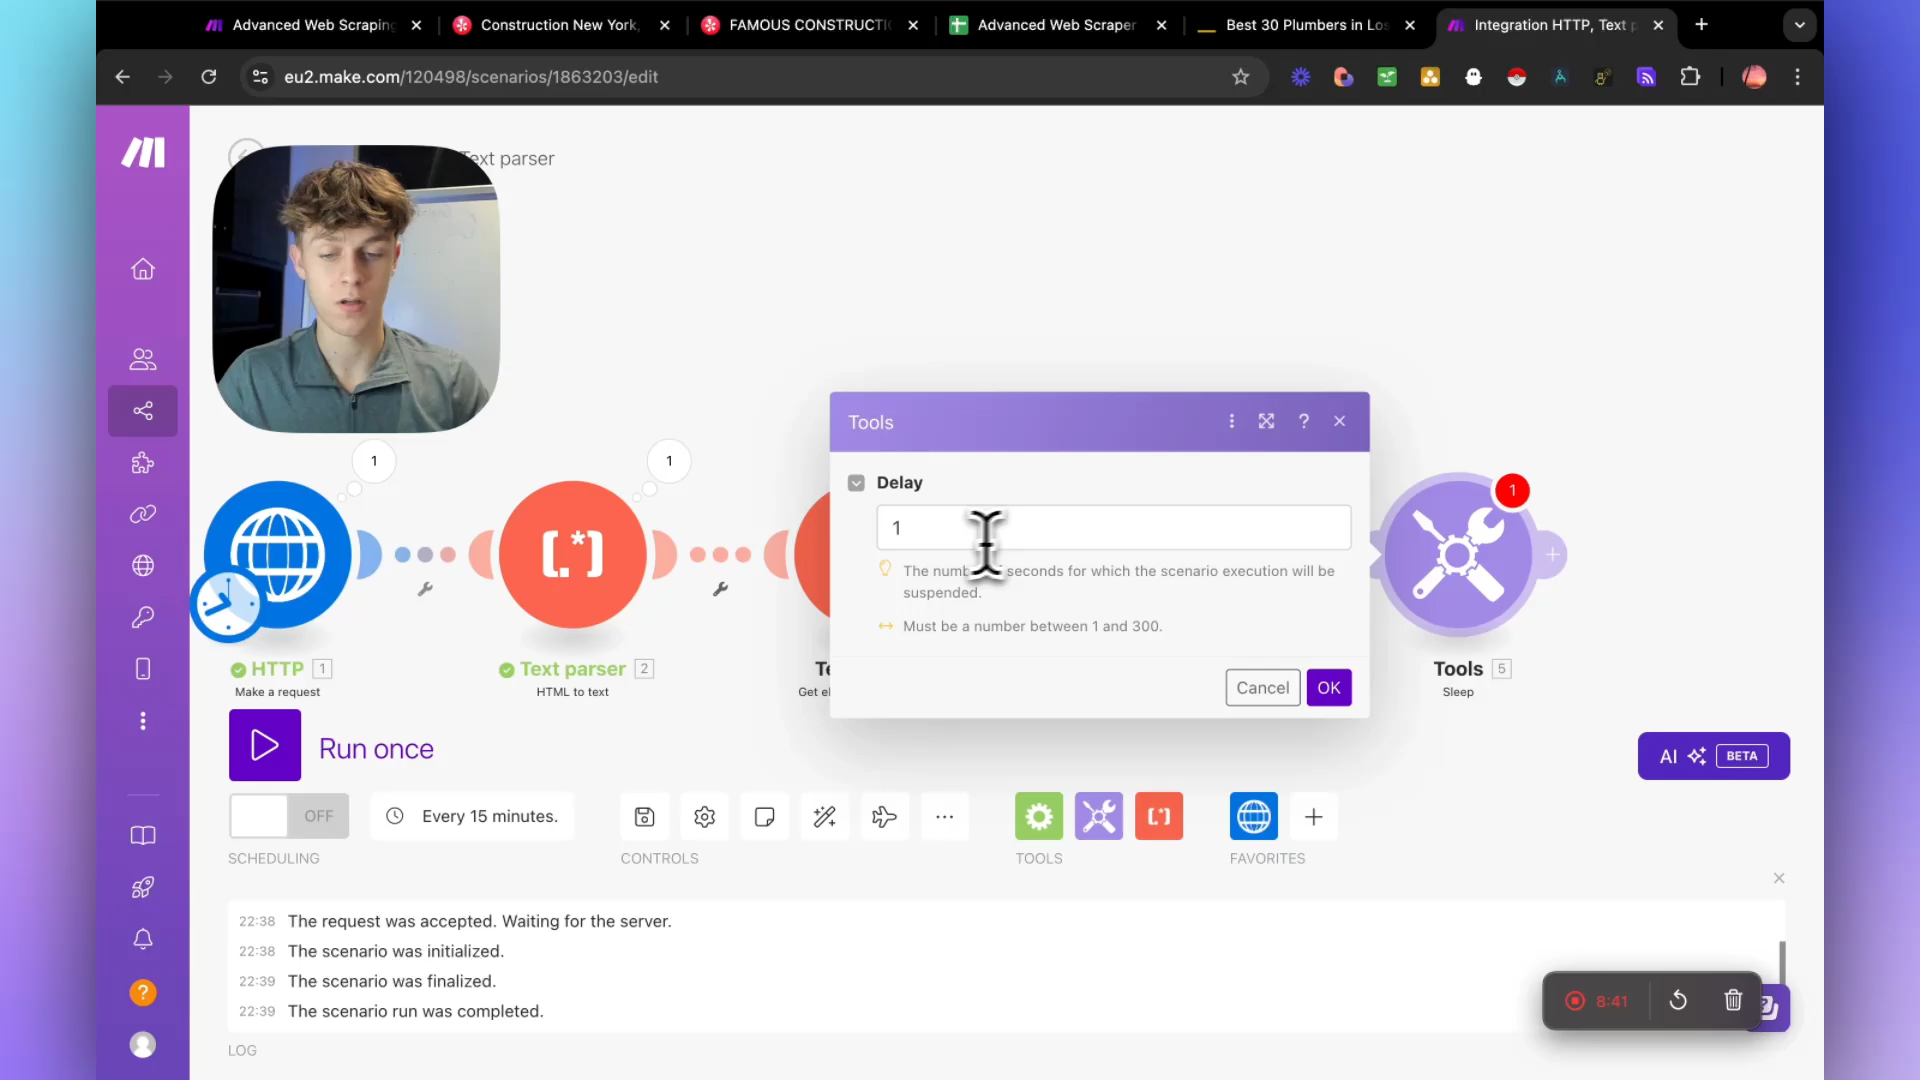 Advanced Web Scraping
Construction New York,
FAMOUS CONSTRUCTIO
Advanced Web Scraper
Best 30 Plumbers in Los
Integration HTTP, Text p
eu2.make.com/120498/scenarios/1863203/edit
Text parser
Tools
Delay
1
The numb seconds for which the scenario execution will be
suspended.
Must be a number between 1 and 300.
Cancel
OK
1
1
1
[.*]
HTTP 1
Make a request
Text parser 2
HTML to text
Te
Get el
Tools 5
Sleep
Run once
AI BETA
OFF
Every 15 minutes.
SCHEDULING
CONTROLS
TOOLS
FAVORITES
22:38 The request was accepted. Waiting for the server.
22:38 The scenario was initialized.
22:39 The scenario was finalized.
22:39 The scenario run was completed.
8:41
LOG